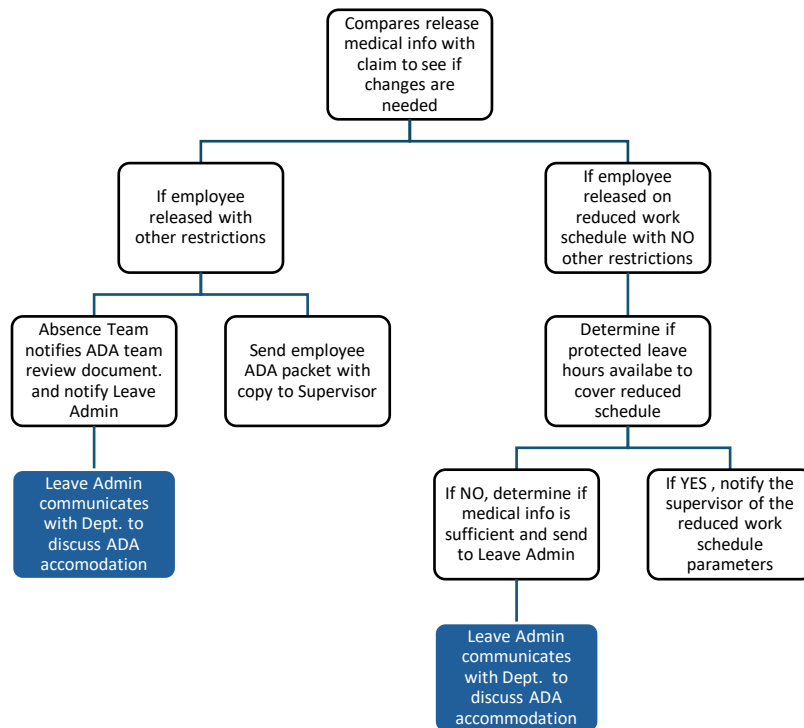 Compares release
medical info with
claim to see if
changes are
needed
If employee
released with
other restrictions
If employee
released on
reduced work
schedule with NO
other restrictions
Absence Team
notifies ADA team
review document.
and notify Leave
Admin
Send employee
ADA packet with
copy to Supervisor
Determine if
protected leave
hours availabe to
cover reduced
schedule
Leave Admin
communicates
with Dept. to
discuss ADA
accomodation
If NO, determine if
medical info is
sufficient and send
to Leave Admin
If YES , notify the
supervisor of the
reduced work
schedule
parameters
Leave Admin
communicates
with Dept.  to
discuss ADA
accommodation